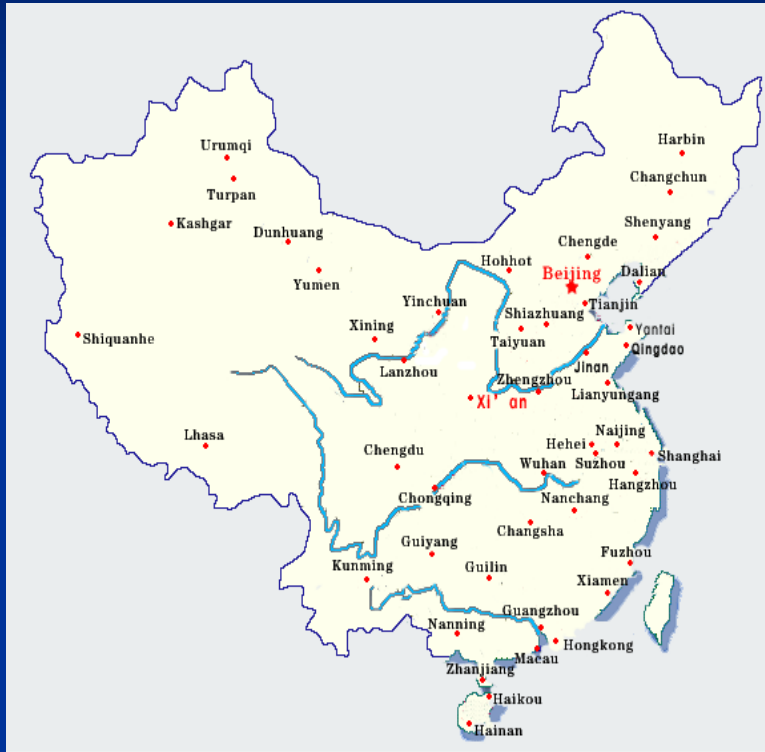 Harbin
Urumqi
Changchun
Turpan
Kashgar
Shenyang
Dunhuang
Chengde
Hohhot
Beijing
Dalian
Yumen
Yinchuan
Tianjin
Shiazhuang
Xining
Yantai
Shiquanhe
Taiyuan
Qingdao
Lanzhou
Jinan
Zhengzhou
Lianyungang
Xi' an
Lhasa
Naijing
Hehei
Chengdu
Shanghai
Wuhan
Suzhou
Hangzhou
Chongqing
Nanchang
Changsha
Guiyang
Fuzhou
Kunming
Guilin
Xiamen
Guangzhou
Nanning
Hongkong
Macau
Zhanjiang
Haikou
Hainan